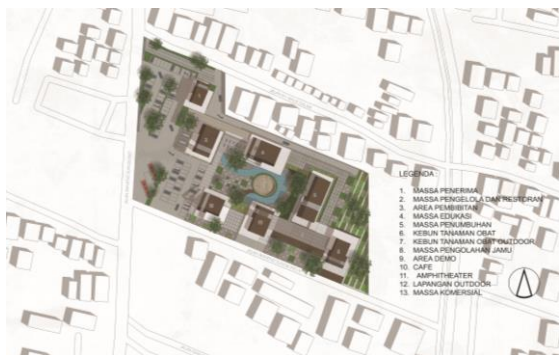 LEGENDA :
1. MASSA PENERIMA
2. MASSA PENGELOLA DAN RESTORAN
3. AREA PEMBIBITAN
4. MASSA EDUKASI
5. MASSA PENUMBUHAN
6. KEBUN TANAMAN OBAT
7. KEBUN TANAMAN OBAT OUTDOOR
8. MASSA PENGOLAHAN JAMU
9. AREA DEMO
10. CAFE
11. AMPHITHEATER
12. LAPANGAN OUTDOOR
13. MASSA KOMERSIAL